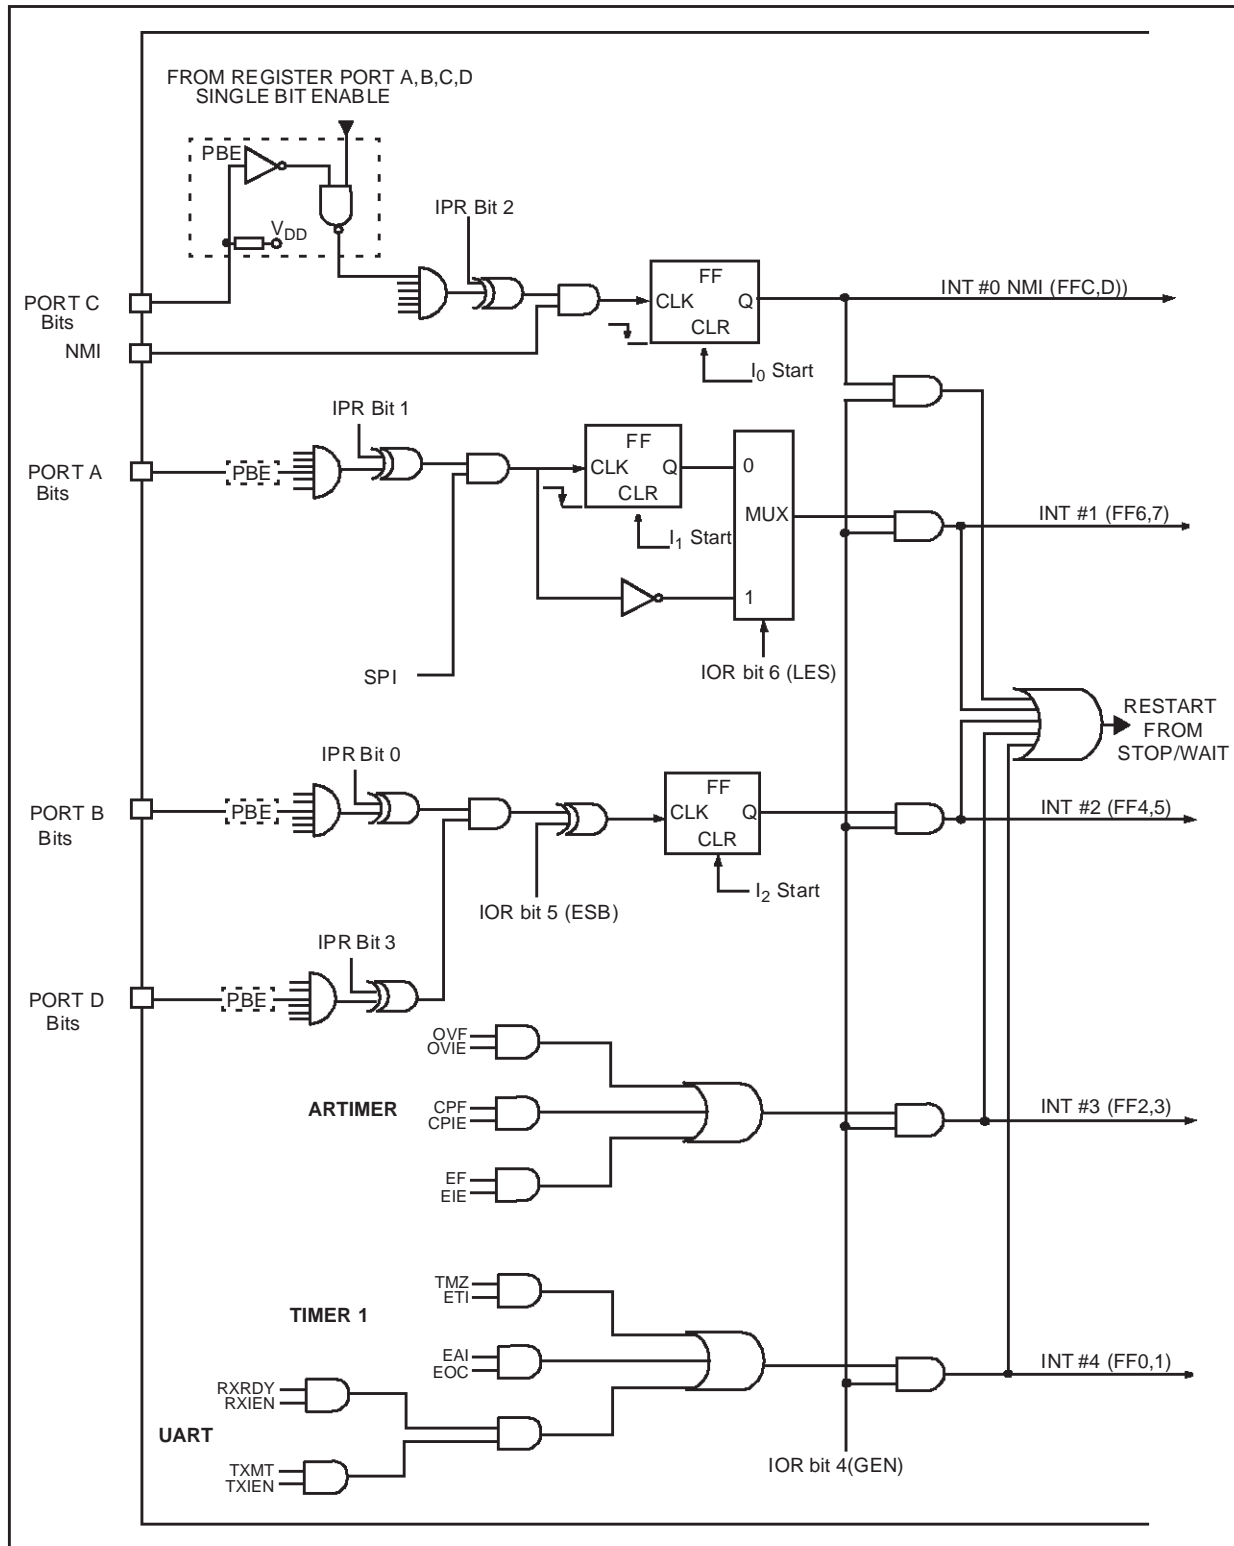 FROM REGISTER PORT A,B,C,D
SINGLE BIT ENABLE
PBE
VDD
IPR Bit 2
PORT C
Bits
NMI
FF
CLK
Q
CLR
I0 Start
INT #0 NMI (FFC,D))
IPR Bit 1
PORT A
Bits
PBE
FF
CLK
Q
CLR
I1 Start
0
MUX
1
INT #1 (FF6,7)
SPI
IOR bit 6 (LES)
RESTART
FROM
STOP/WAIT
IPR Bit 0
PORT B
Bits
PBE
FF
CLK
Q
CLR
I2 Start
INT #2 (FF4,5)
IOR bit 5 (ESB)
IPR Bit 3
PORT D
Bits
PBE
OVF
OVIE
ARTIMER
CPF
CPIE
EF
EIE
INT #3 (FF2,3)
TMZ
ETI
TIMER 1
EAI
EOC
INT #4 (FF0,1)
RXRDY
RXIEN
UART
TXMT
TXIEN
IOR bit 4(GEN)